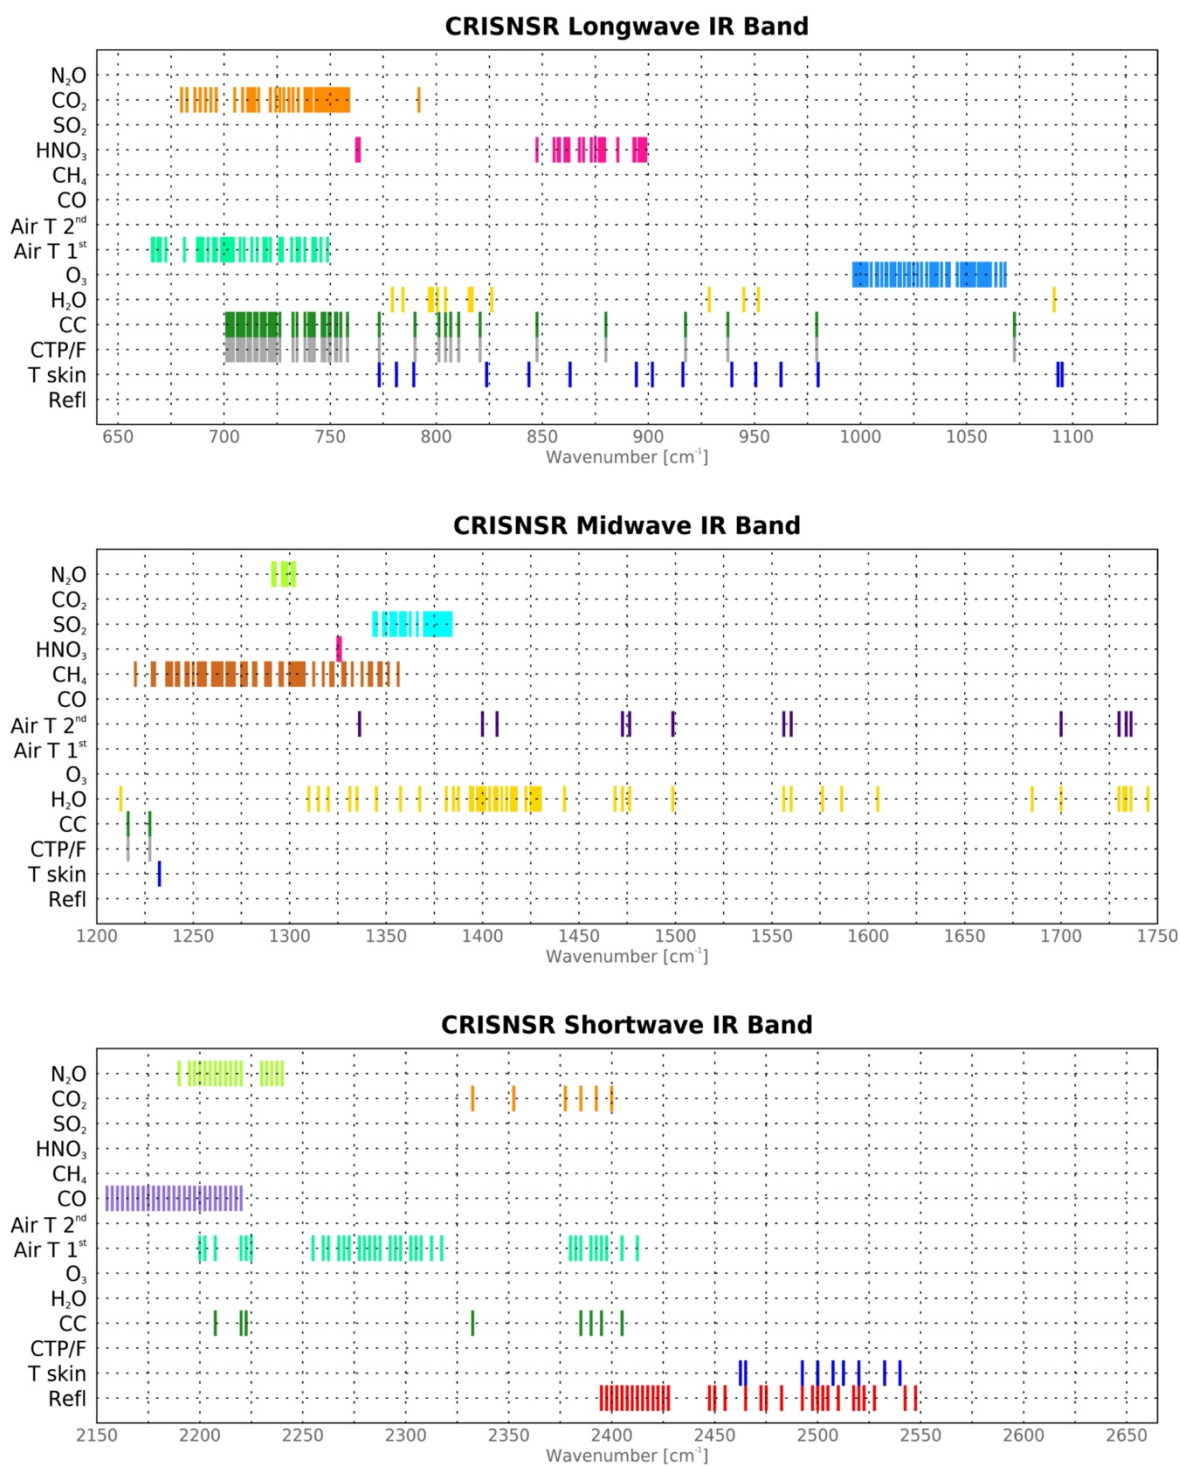 CRISNSR Longwave IR Band
N₂O
CO₂
SO₂
HNO₃
CH₄
CO
Air T 2ⁿᵈ
Air T 1ˢᵗ
O₃
H₂O
CC
CTP/F
T skin
Refl
650 700 750 800 850 900 950 1000 1050 1100
Wavenumber [cm⁻¹]
CRISNSR Midwave IR Band
N₂O
CO₂
SO₂
HNO₃
CH₄
CO
Air T 2ⁿᵈ
Air T 1ˢᵗ
O₃
H₂O
CC
CTP/F
T skin
Refl
1200 1250 1300 1350 1400 1450 1500 1550 1600 1650 1700 1750
Wavenumber [cm⁻¹]
CRISNSR Shortwave IR Band
N₂O
CO₂
SO₂
HNO₃
CH₄
CO
Air T 2ⁿᵈ
Air T 1ˢᵗ
O₃
H₂O
CC
CTP/F
T skin
Refl
2150 2200 2250 2300 2350 2400 2450 2500 2550 2600 2650
Wavenumber [cm⁻¹]